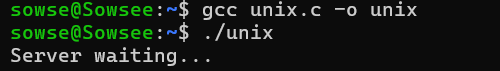 sowse@Sowsee:~$ gcc unix.c -o unix
sowse@Sowsee:~$ ./unix
Server waiting...